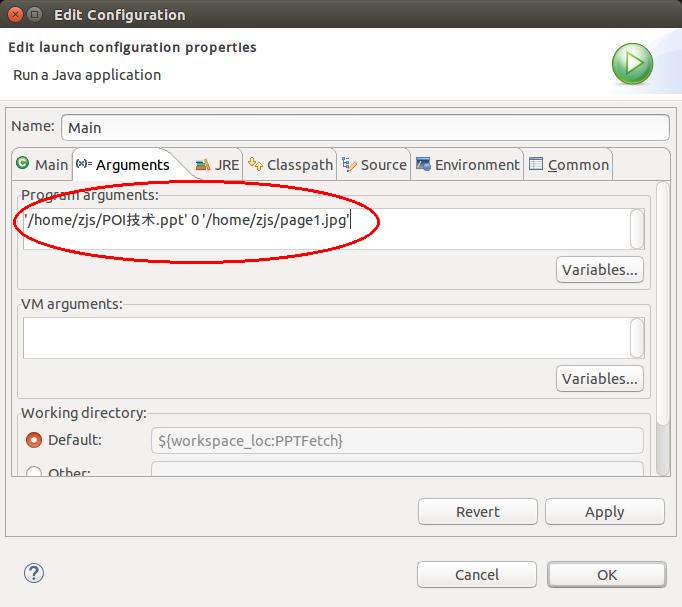 Edit Configuration
Edit launch configuration properties
Run a Java application
Name: Main
Main (x)= Arguments JRE Classpath Source Environment Common
Program arguments:
'/home/zjs/POI技术.ppt' 0 '/home/zjs/page1.jpg'
Variables...
VM arguments:
Variables...
Working directory:
Default: ${workspace_loc:PPTFetch}
Other:
Revert Apply
? Cancel OK